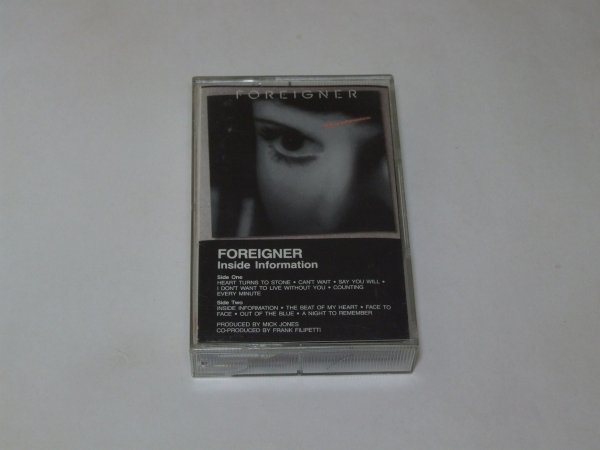 FOREIGNER
FOREIGNER
Inside Information
Side One
HEART TURNS TO STONE • CAN'T WAIT • SAY YOU WILL •
I DON'T WANT TO LIVE WITHOUT YOU • COUNTING
EVERY MINUTE
Side Two
INSIDE INFORMATION • THE BEAT OF MY HEART • FACE TO
FACE • OUT OF THE BLUE • A NIGHT TO REMEMBER
PRODUCED BY MICK JONES
CO-PRODUCED BY FRANK FILIPETTI